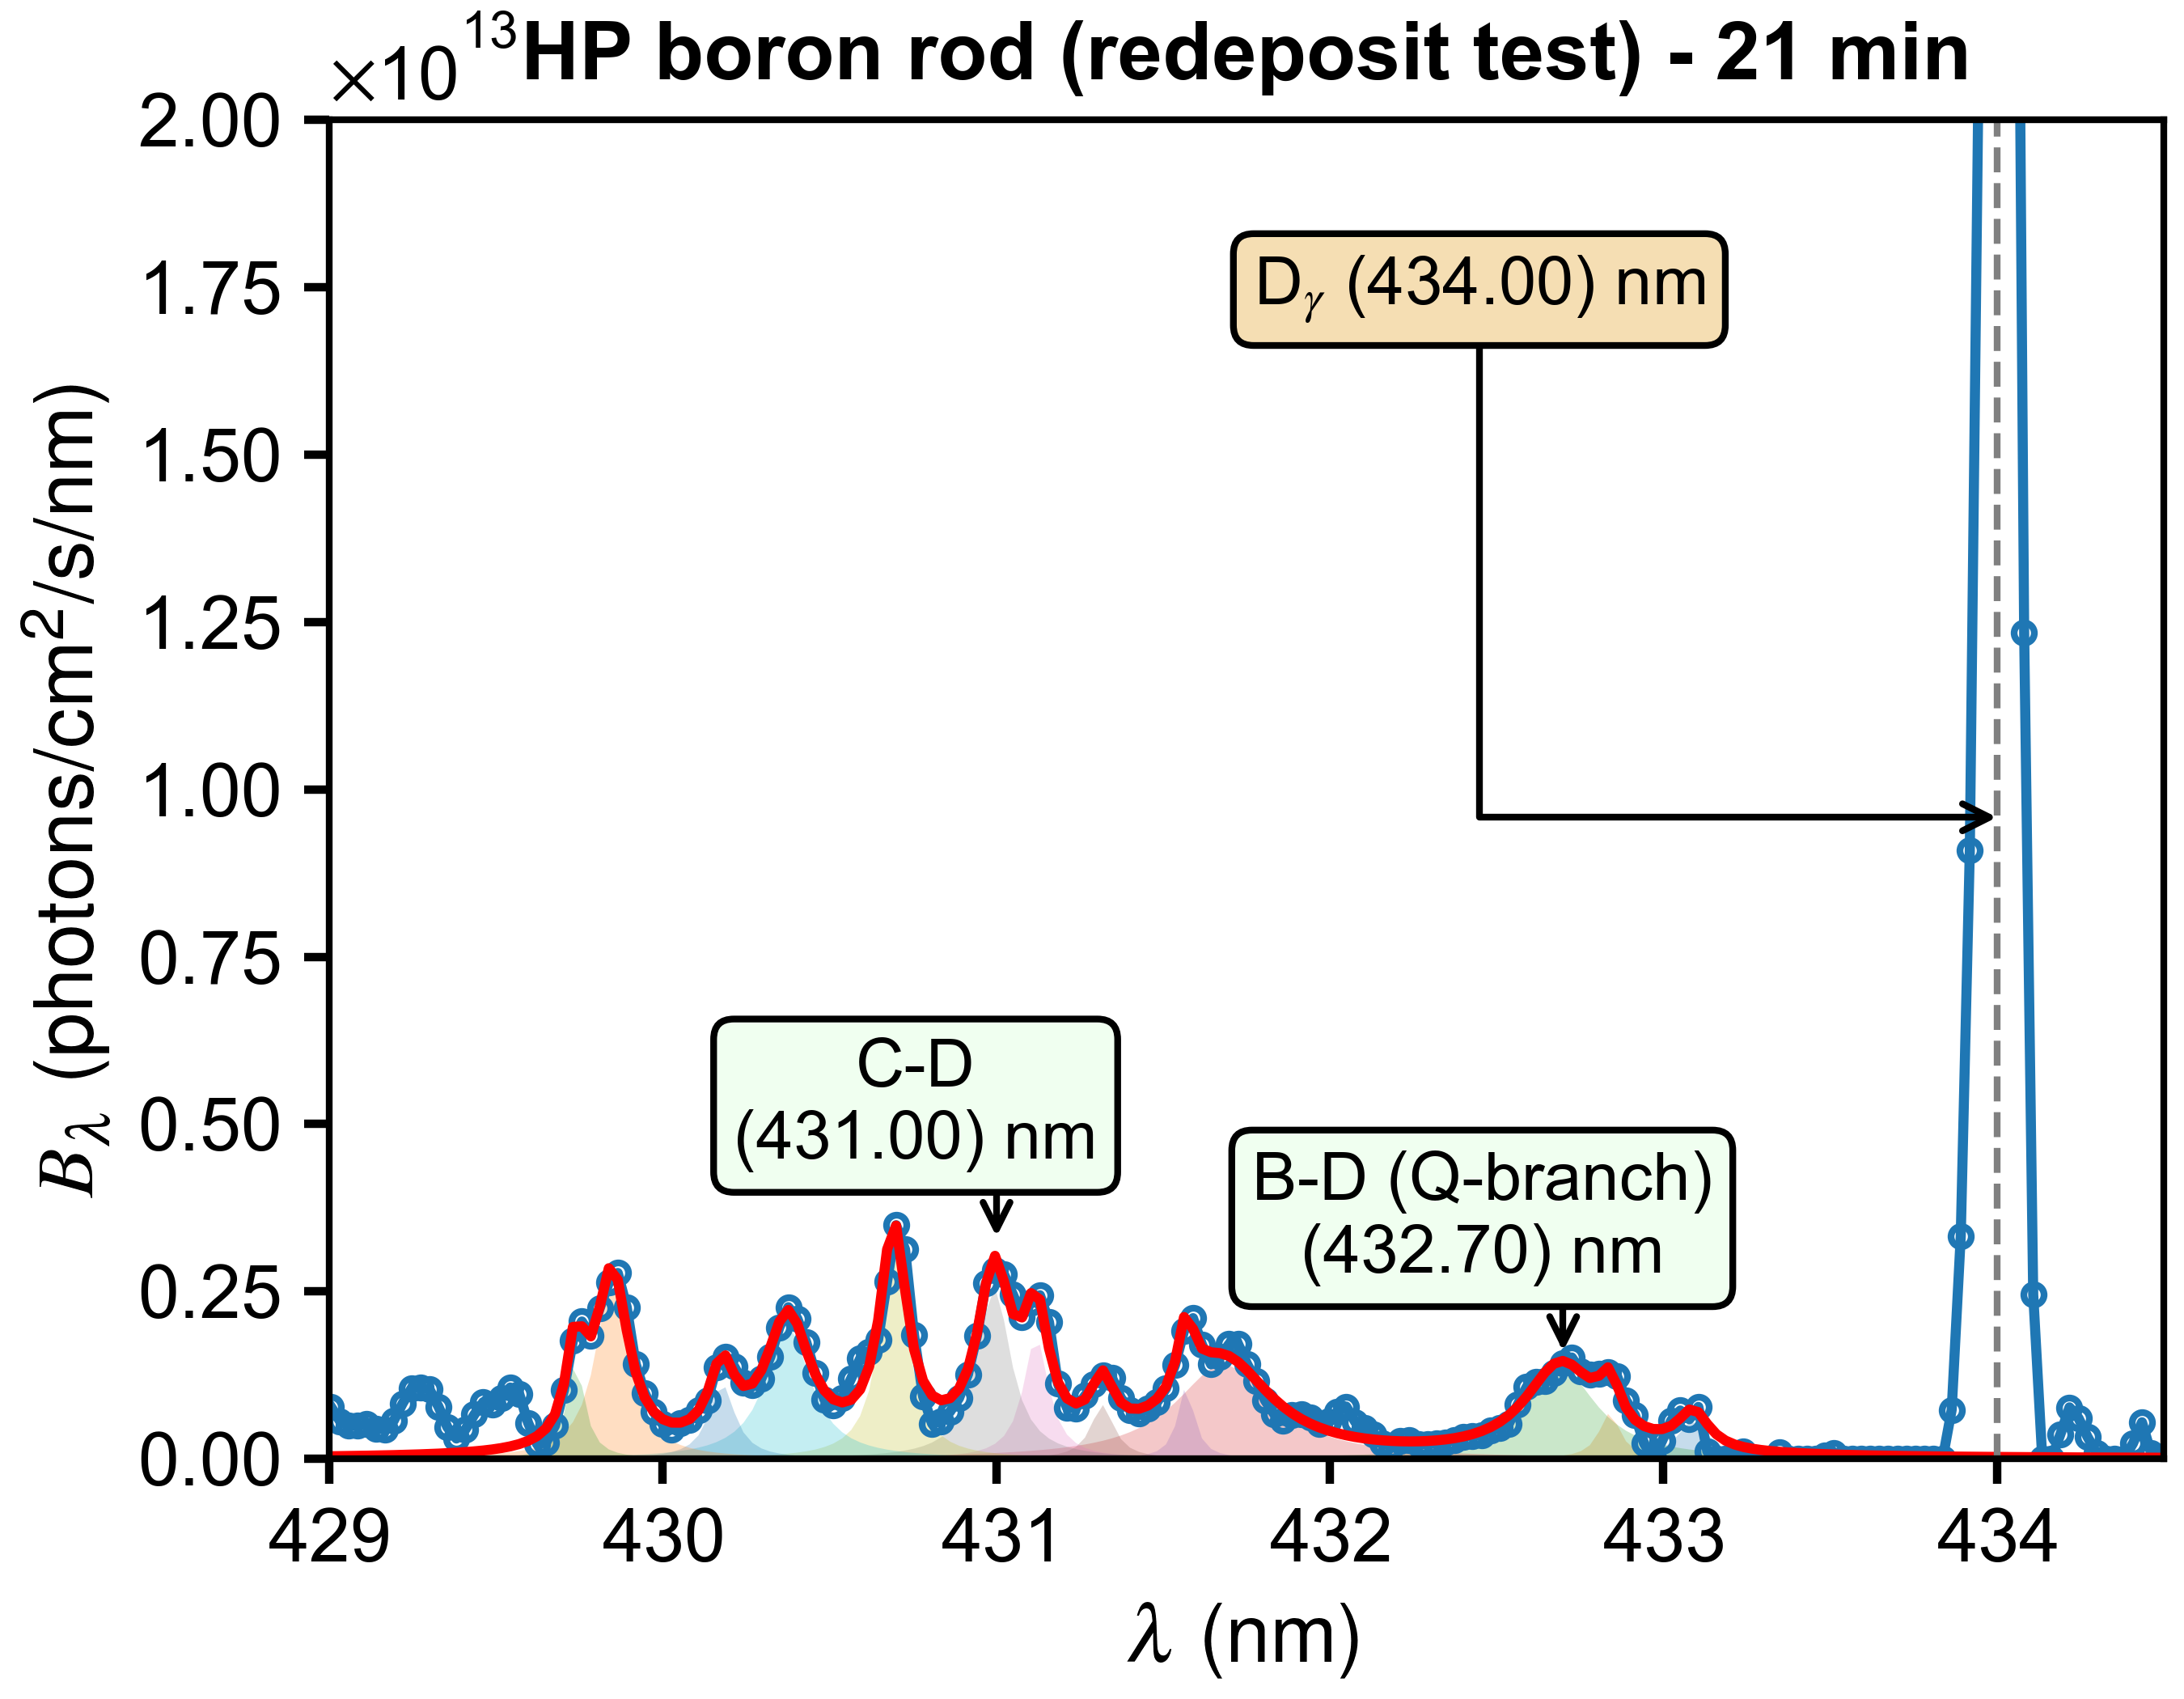 ×10¹³
HP boron rod (redeposit test) - 21 min
2.00
1.75
1.50
1.25
1.00
0.75
0.50
0.25
0.00
B_λ (photons/cm²/s/nm)
D_γ (434.00) nm
C-D
(431.00) nm
B-D (Q-branch)
(432.70) nm
429 430 431 432 433 434
λ (nm)